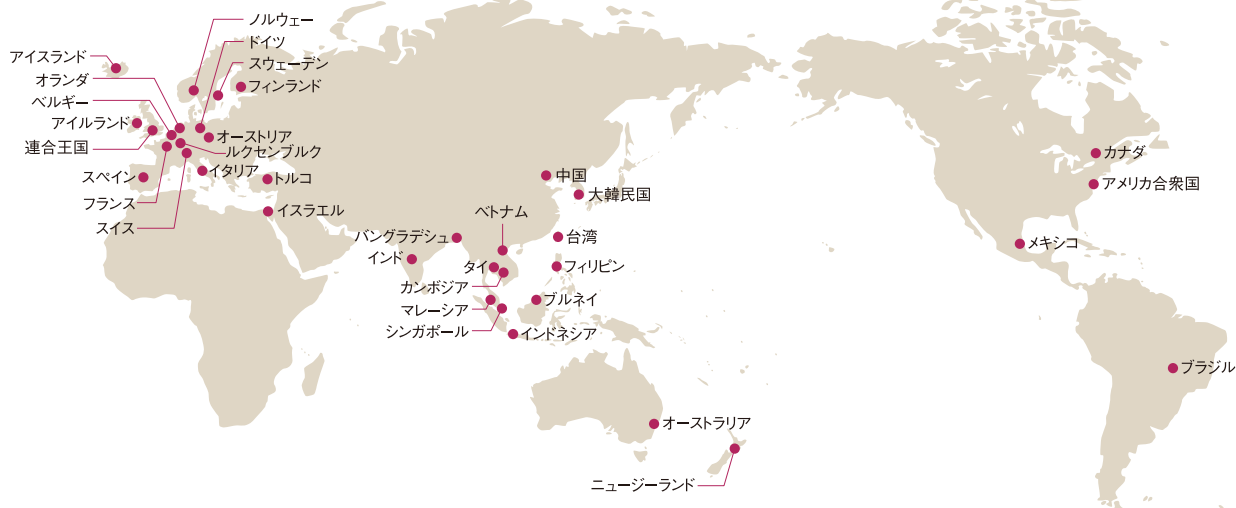 ノルウェー
ドイツ
アイスランド
スウェーデン
オランダ
フィンランド
ベルギー
アイルランド
オーストリア
連合王国
ルクセンブルク
カナダ
イタリア
スペイン
トルコ
中国
アメリカ合衆国
大韓民国
フランス
イスラエル
ベトナム
スイス
バングラデシュ
台湾
メキシコ
インド
タイ
フィリピン
カンボジア
ブルネイ
マレーシア
シンガポール
インドネシア
ブラジル
オーストラリア
ニュージーランド